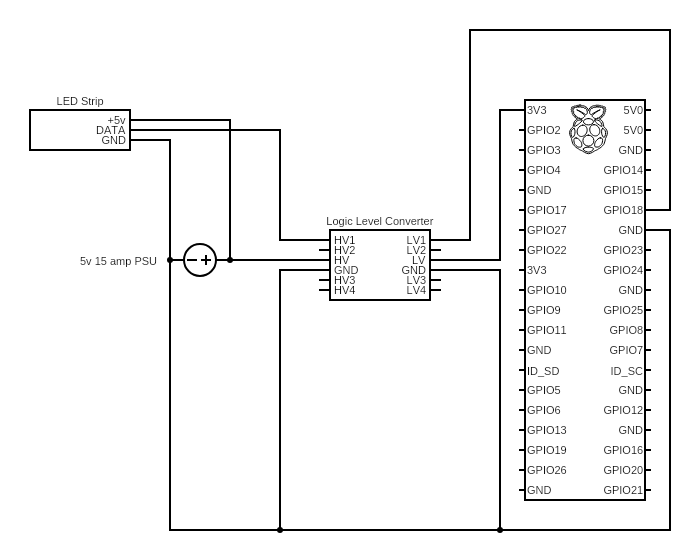 LED Strip
+5v
DATA
GND
5v 15 amp PSU
Logic Level Converter
HV1 LV1
HV2 LV2
HV LV
GND GND
HV3 LV3
HV4 LV4
3V3 5V0
GPIO2 5V0
GPIO3 GND
GPIO4 GPIO14
GND GPIO15
GPIO17 GPIO18
GPIO27 GND
GPIO22 GPIO23
3V3 GPIO24
GPIO10 GND
GPIO9 GPIO25
GPIO11 GPIO8
GND GPIO7
ID_SD ID_SC
GPIO5 GND
GPIO6 GPIO12
GPIO13 GND
GPIO19 GPIO16
GPIO26 GPIO20
GND GPIO21